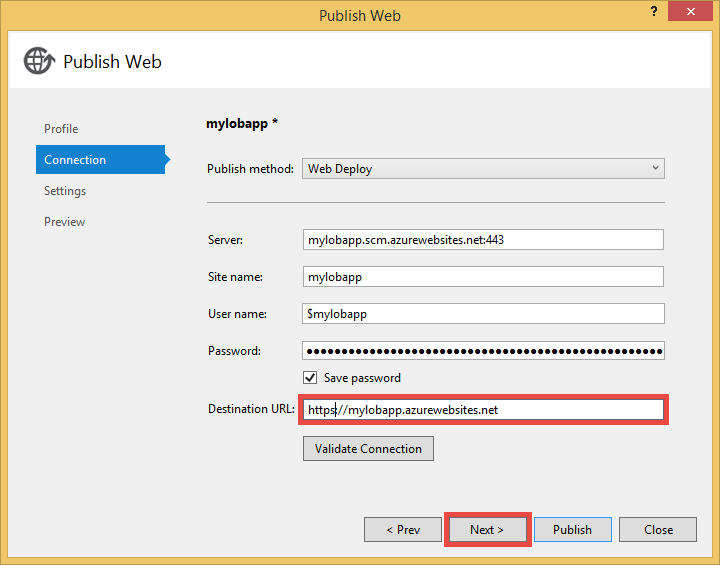 Publish Web
?
Publish Web
Profile
Connection
Settings
Preview
mylobapp *
Publish method: Web Deploy
Server: mylobapp.scm.azurewebsites.net:443
Site name: mylobapp
User name: $mylobapp
Password: ●●●●●●●●●●●●●●●●●●●●●●●●●●●●●●●●●●●●●●●●●●●●●●●●●●●
Save password
Destination URL: https://mylobapp.azurewebsites.net
Validate Connection
< Prev Next > Publish Close